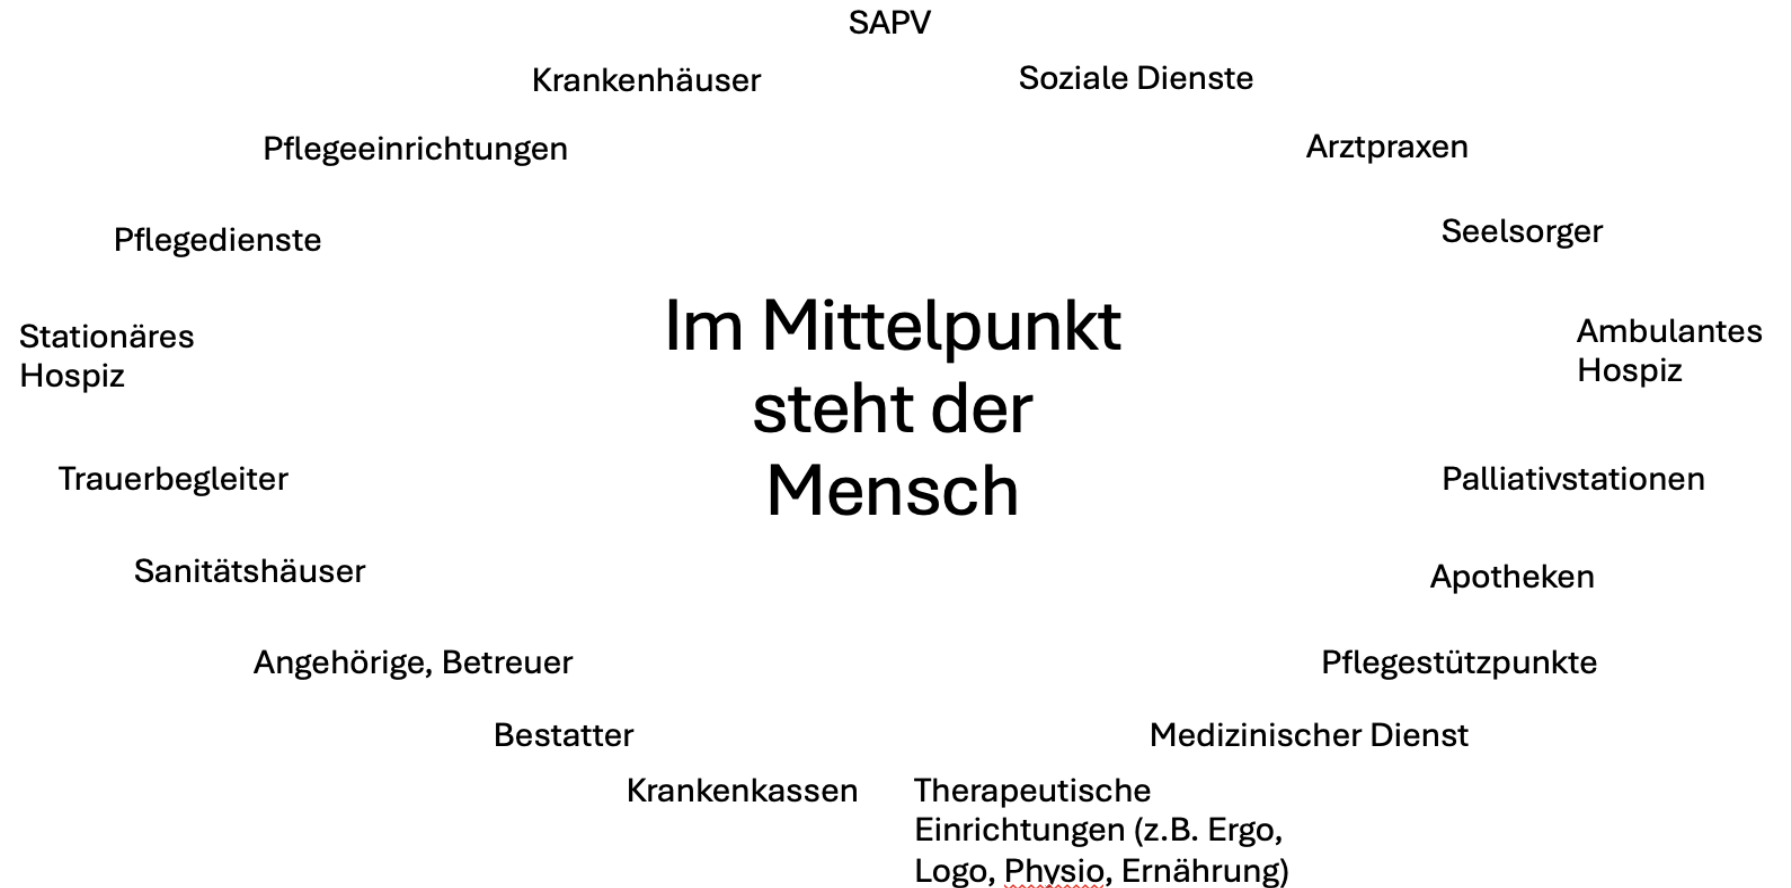 SAPV
Krankenhäuser
Soziale Dienste
Pflegeeinrichtungen
Arztpraxen
Pflegedienste
Seelsorger
Im Mittelpunkt
steht der
Mensch
Stationäres
Hospiz
Ambulantes
Hospiz
Trauerbegleiter
Palliativstationen
Sanitätshäuser
Apotheken
Angehörige, Betreuer
Pflegestützpunkte
Bestatter
Medizinischer Dienst
Krankenkassen
Therapeutische
Einrichtungen (z.B. Ergo,
Logo, Physio, Ernährung)